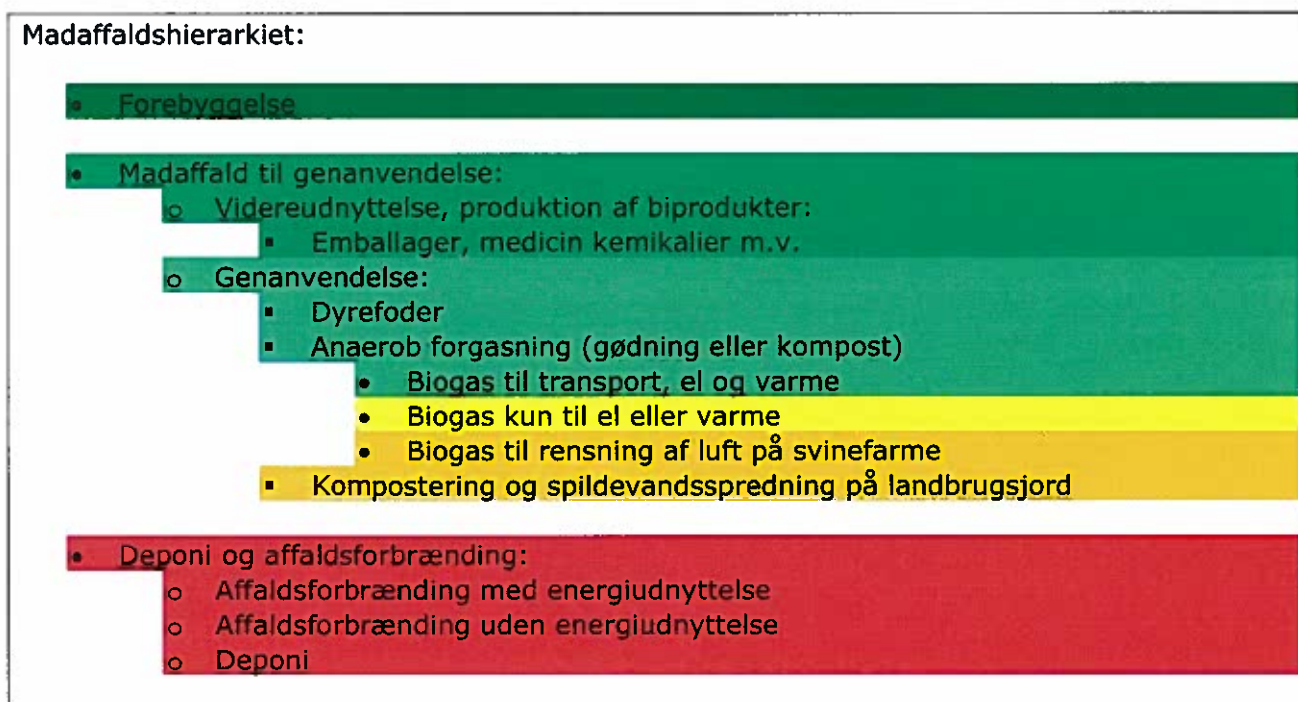 Madaffaldshierarkiet:
• Forebyggelse
• Madaffald til genanvendelse:
o Videreudnyttelse, produktion af biprodukter:
▪ Emballager, medicin kemikalier m.v.
o Genanvendelse:
▪ Dyrefoder
▪ Anaerob forgasning (gødning eller kompost)
• Biogas til transport, el og varme
• Biogas kun til el eller varme
• Biogas til rensning af luft på svinefarme
▪ Kompostering og spildevandsspredning på landbrugsjord
• Deponi og affaldsforbrænding:
o Affaldsforbrænding med energiudnyttelse
o Affaldsforbrænding uden energiudnyttelse
o Deponi